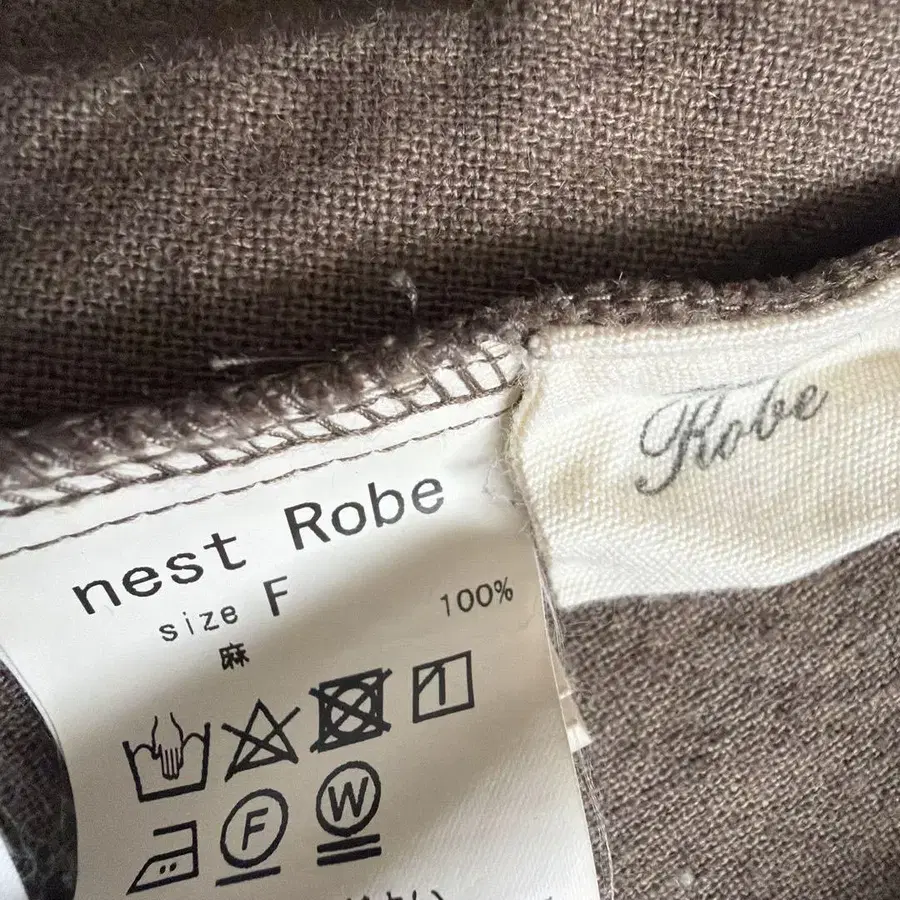 nest Robe
size F
麻 100%
F
W
Robe